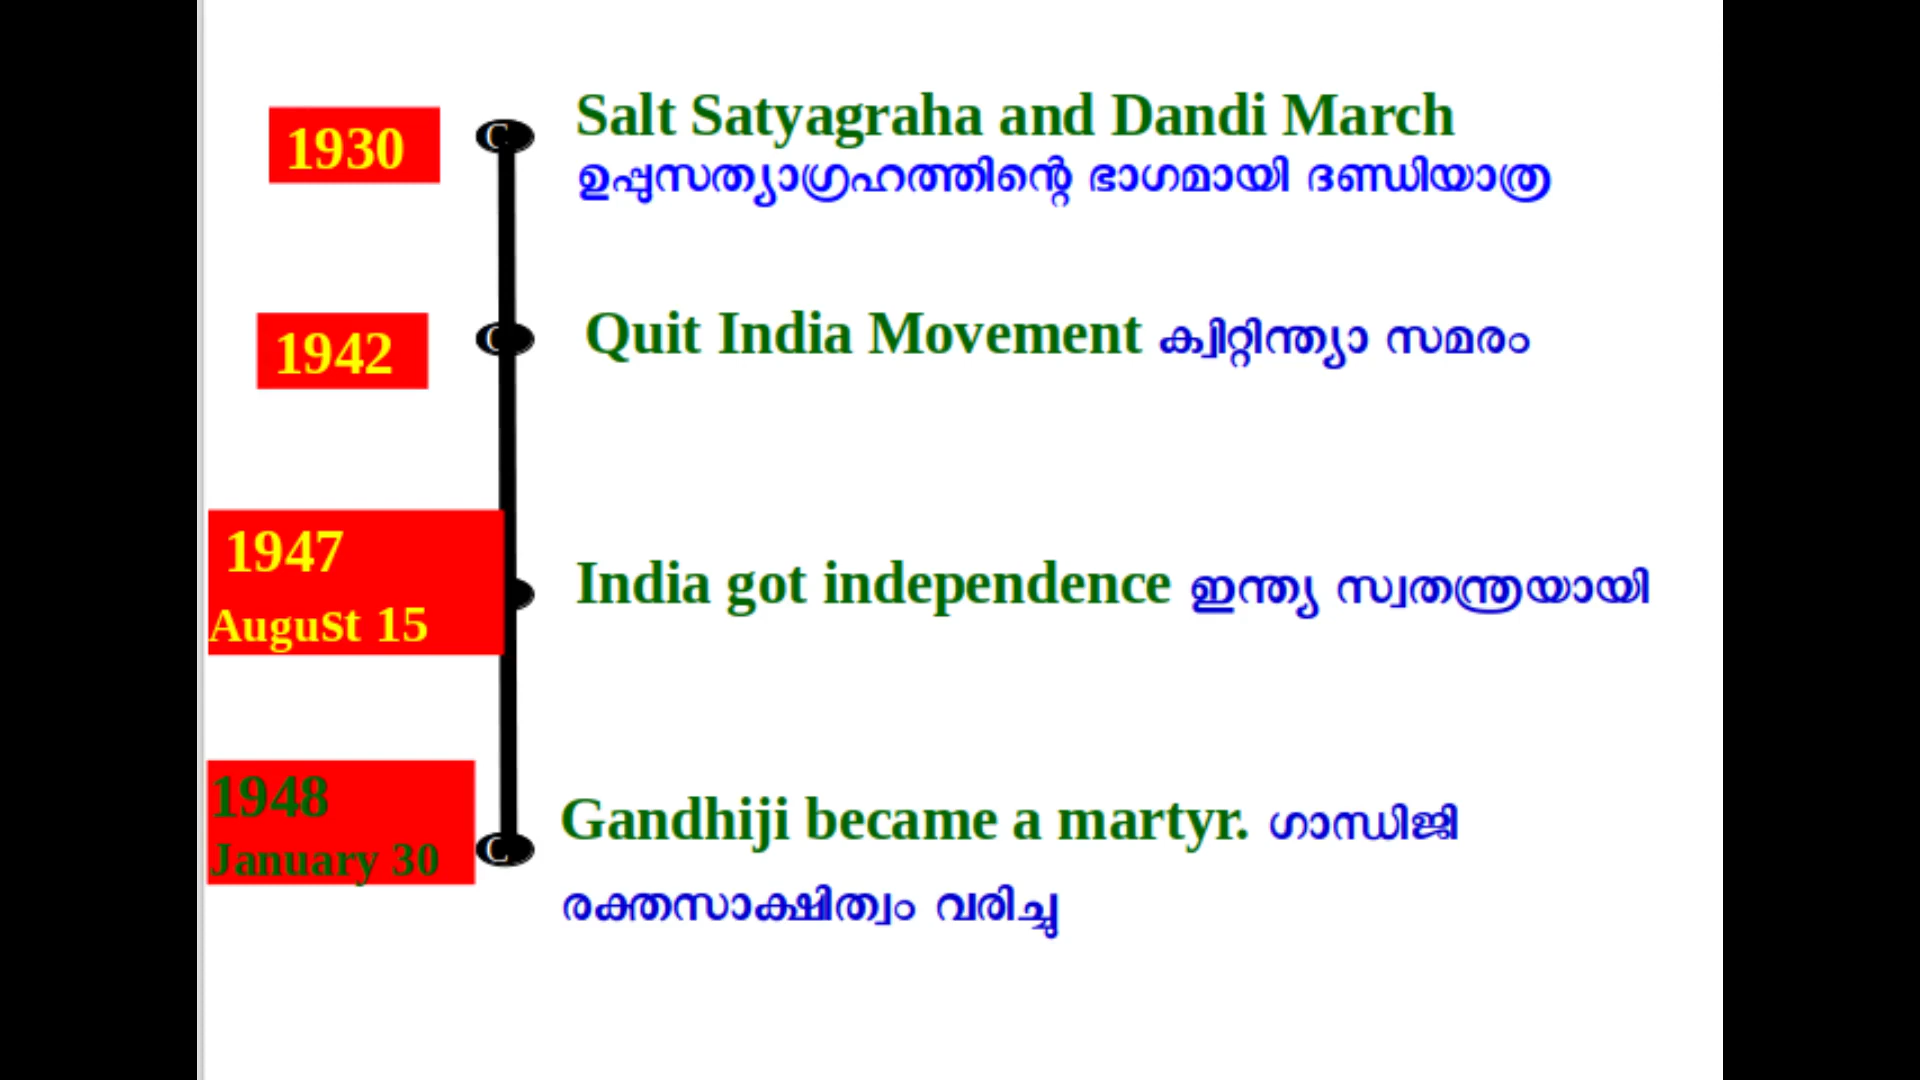 1930
Salt Satyagraha and Dandi March
ഉപ്പുസത്യാഗ്രഹത്തിന്റെ ഭാഗമായി ദണ്ഡിയാത്ര
1942
Quit India Movement ക്വിറ്റിന്ത്യാ സമരം
1947
AuguSt 15
India got independence ഇന്ത്യ സ്വതന്ത്രയായി
1948
January 30
Gandhiji became a martyr. ഗാന്ധിജി
രക്തസാക്ഷിത്വം വരിച്ചു